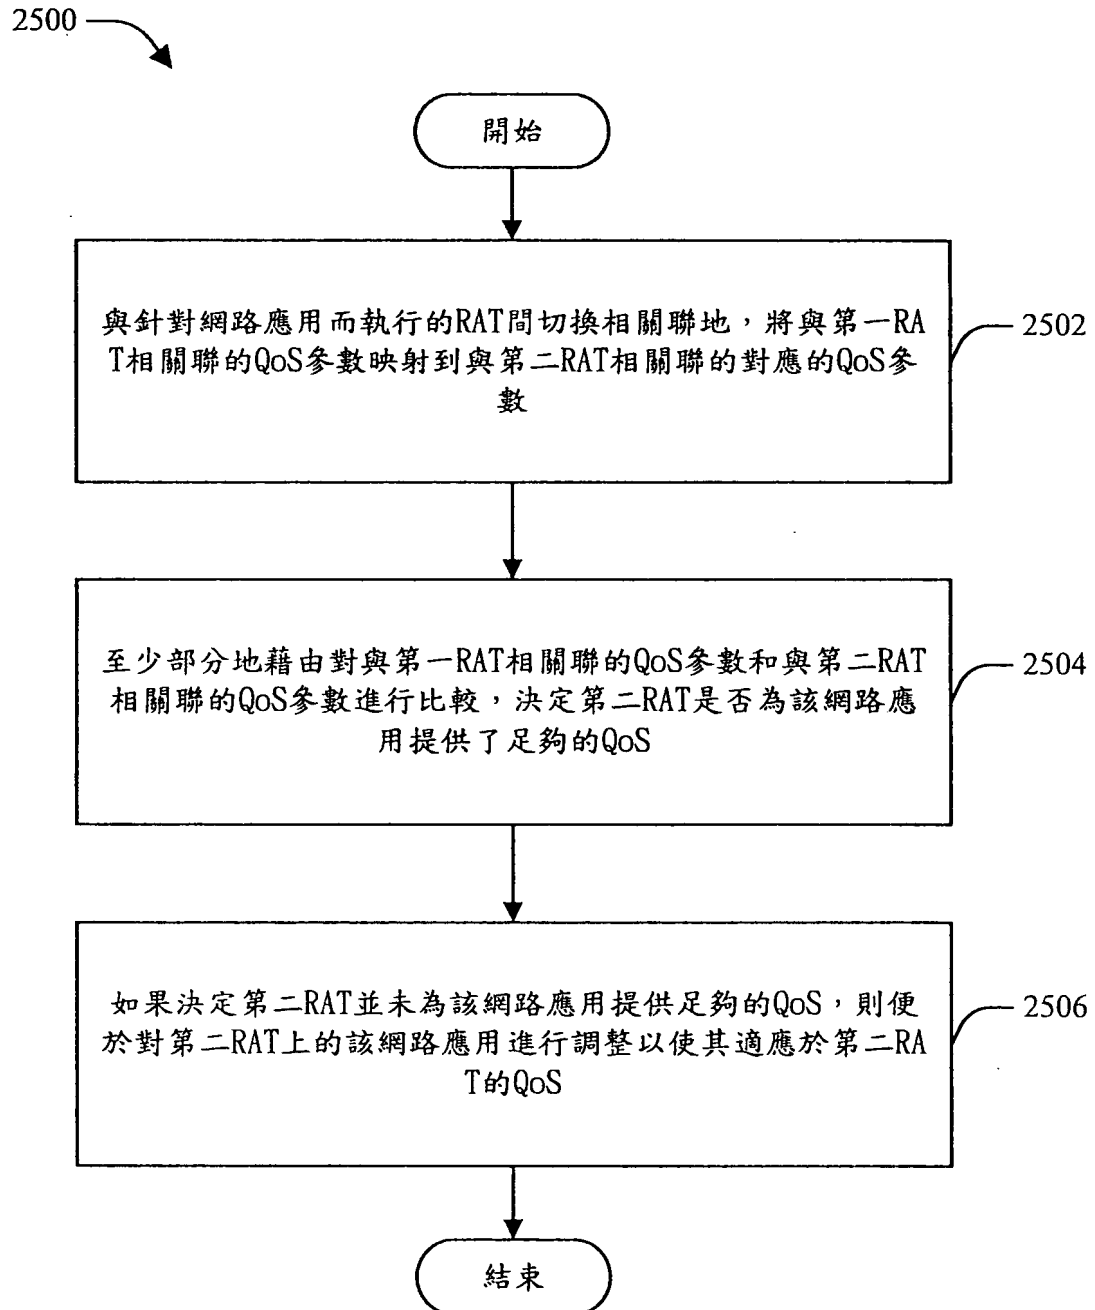 2500
開始
與針對網路應用而執行的RAT間切換相關聯地，將與第一RA
T相關聯的QoS參數映射到與第二RAT相關聯的對應的QoS參
數
2502
至少部分地藉由對與第一RAT相關聯的QoS參數和與第二RAT
相關聯的QoS參數進行比較，決定第二RAT是否為該網路應
用提供了足夠的QoS
2504
如果決定第二RAT並未為該網路應用提供足夠的QoS，則便
於對第二RAT上的該網路應用進行調整以使其適應於第二RA
T的QoS
2506
結束